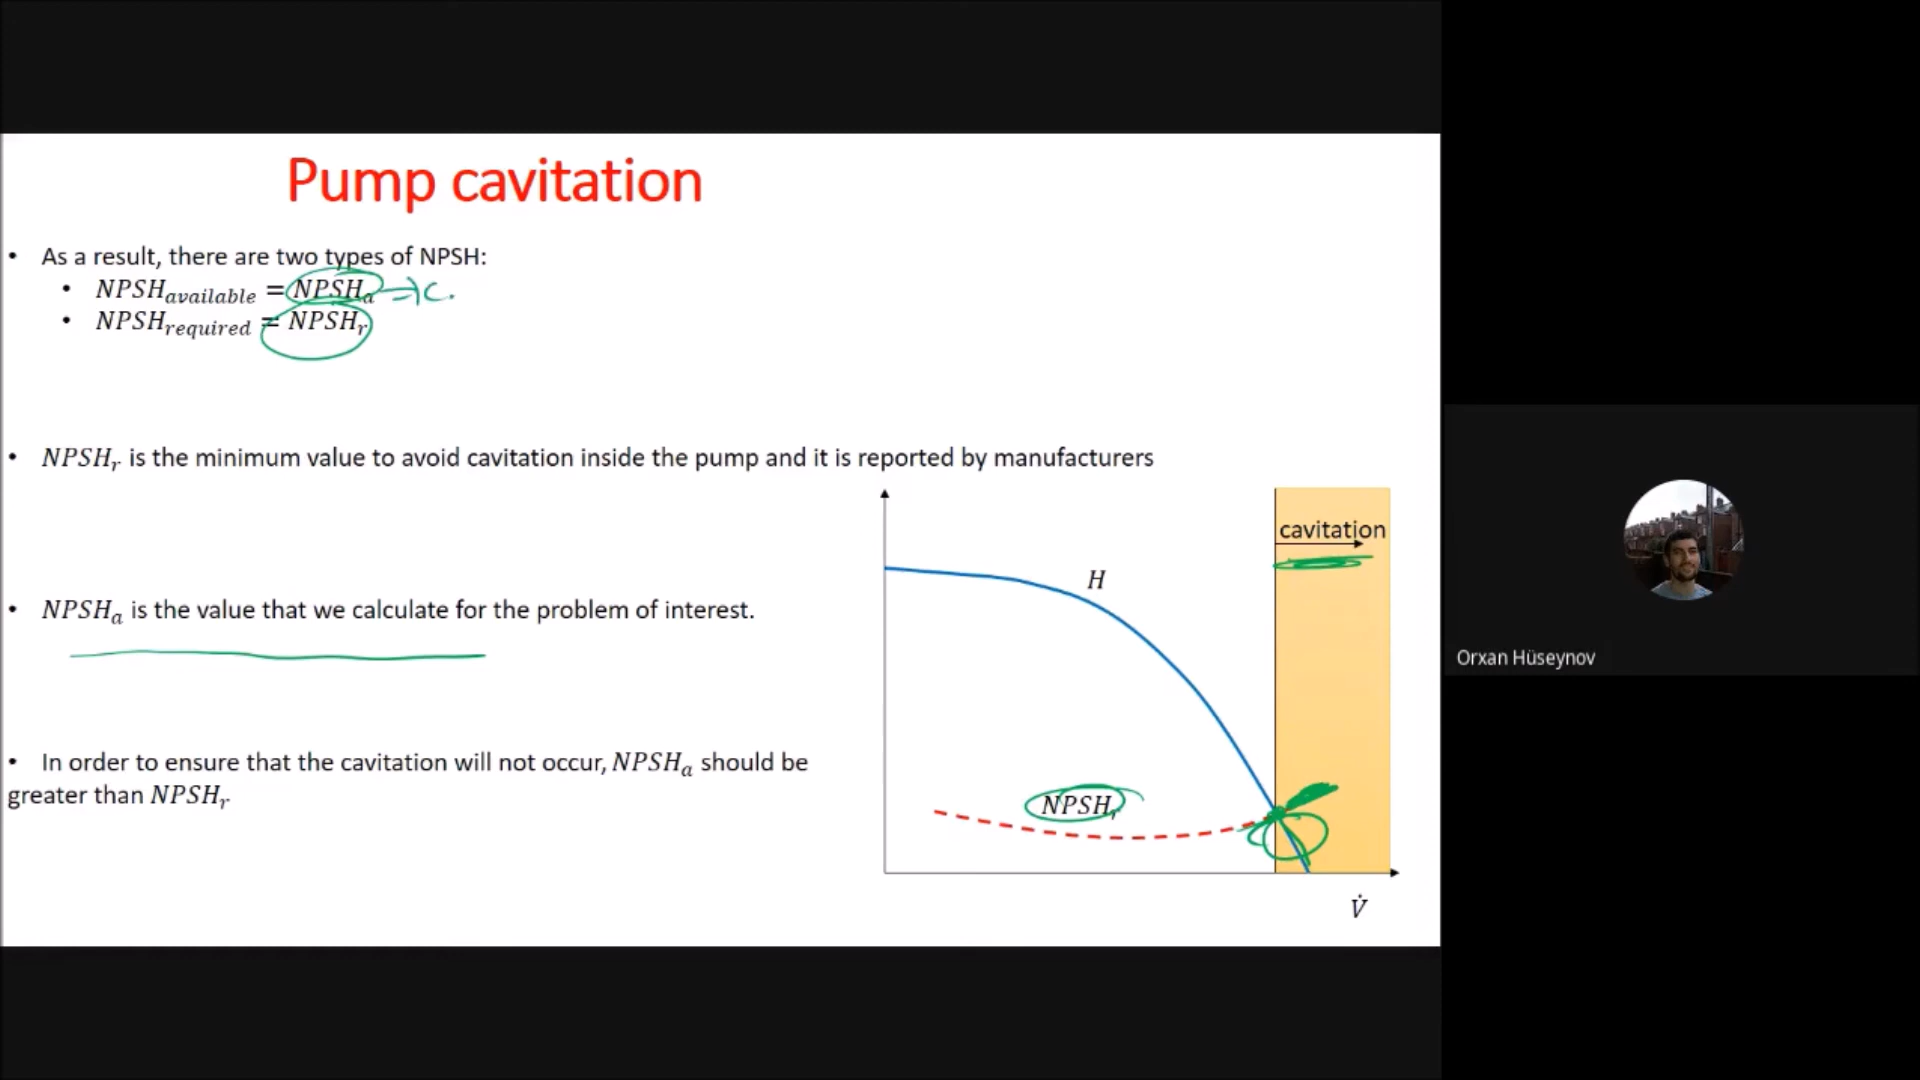 Pump cavitation
• As a result, there are two types of NPSH:
• NPSH_available = NPSH_a → c.
• NPSH_required = NPSH_r
• NPSH_r is the minimum value to avoid cavitation inside the pump and it is reported by manufacturers
cavitation
H
• NPSH_a is the value that we calculate for the problem of interest.
Orxan Hüseynov
• In order to ensure that the cavitation will not occur, NPSH_a should be
greater than NPSH_r
NPSH_r
V̇